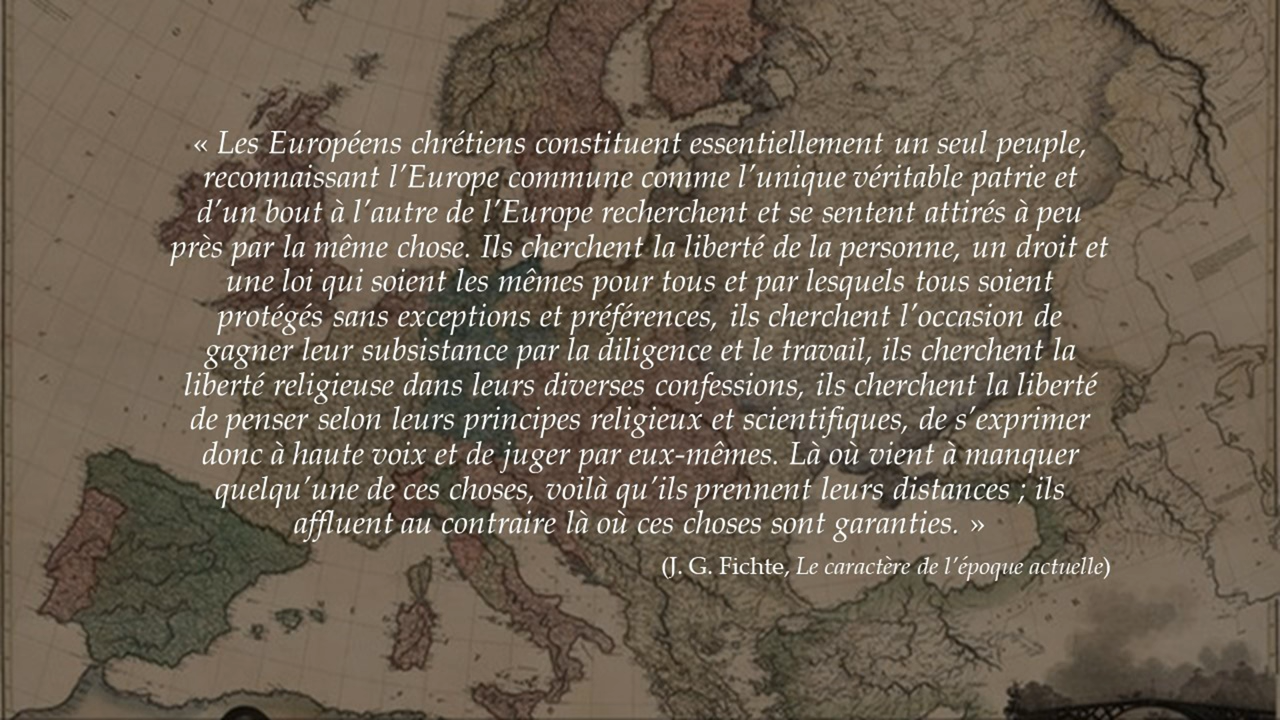 « Les Européens chrétiens constituent essentiellement un seul peuple,
reconnaissant l’Europe commune comme l’unique véritable patrie et
d’un bout à l’autre de l’Europe recherchent et se sentent attirés à peu
près par la même chose. Ils cherchent la liberté de la personne, un droit et
une loi qui soient les mêmes pour tous et par lesquels tous soient
protégés sans exceptions et préférences, ils cherchent l’occasion de
gagner leur subsistance par la diligence et le travail, ils cherchent la
liberté religieuse dans leurs diverses confessions, ils cherchent la liberté
de penser selon leurs principes religieux et scientifiques, de s’exprimer
donc à haute voix et de juger par eux-mêmes. Là où vient à manquer
quelqu’une de ces choses, voilà qu’ils prennent leurs distances ; ils
affluent au contraire là où ces choses sont garanties. »
(J. G. Fichte, Le caractère de l’époque actuelle)